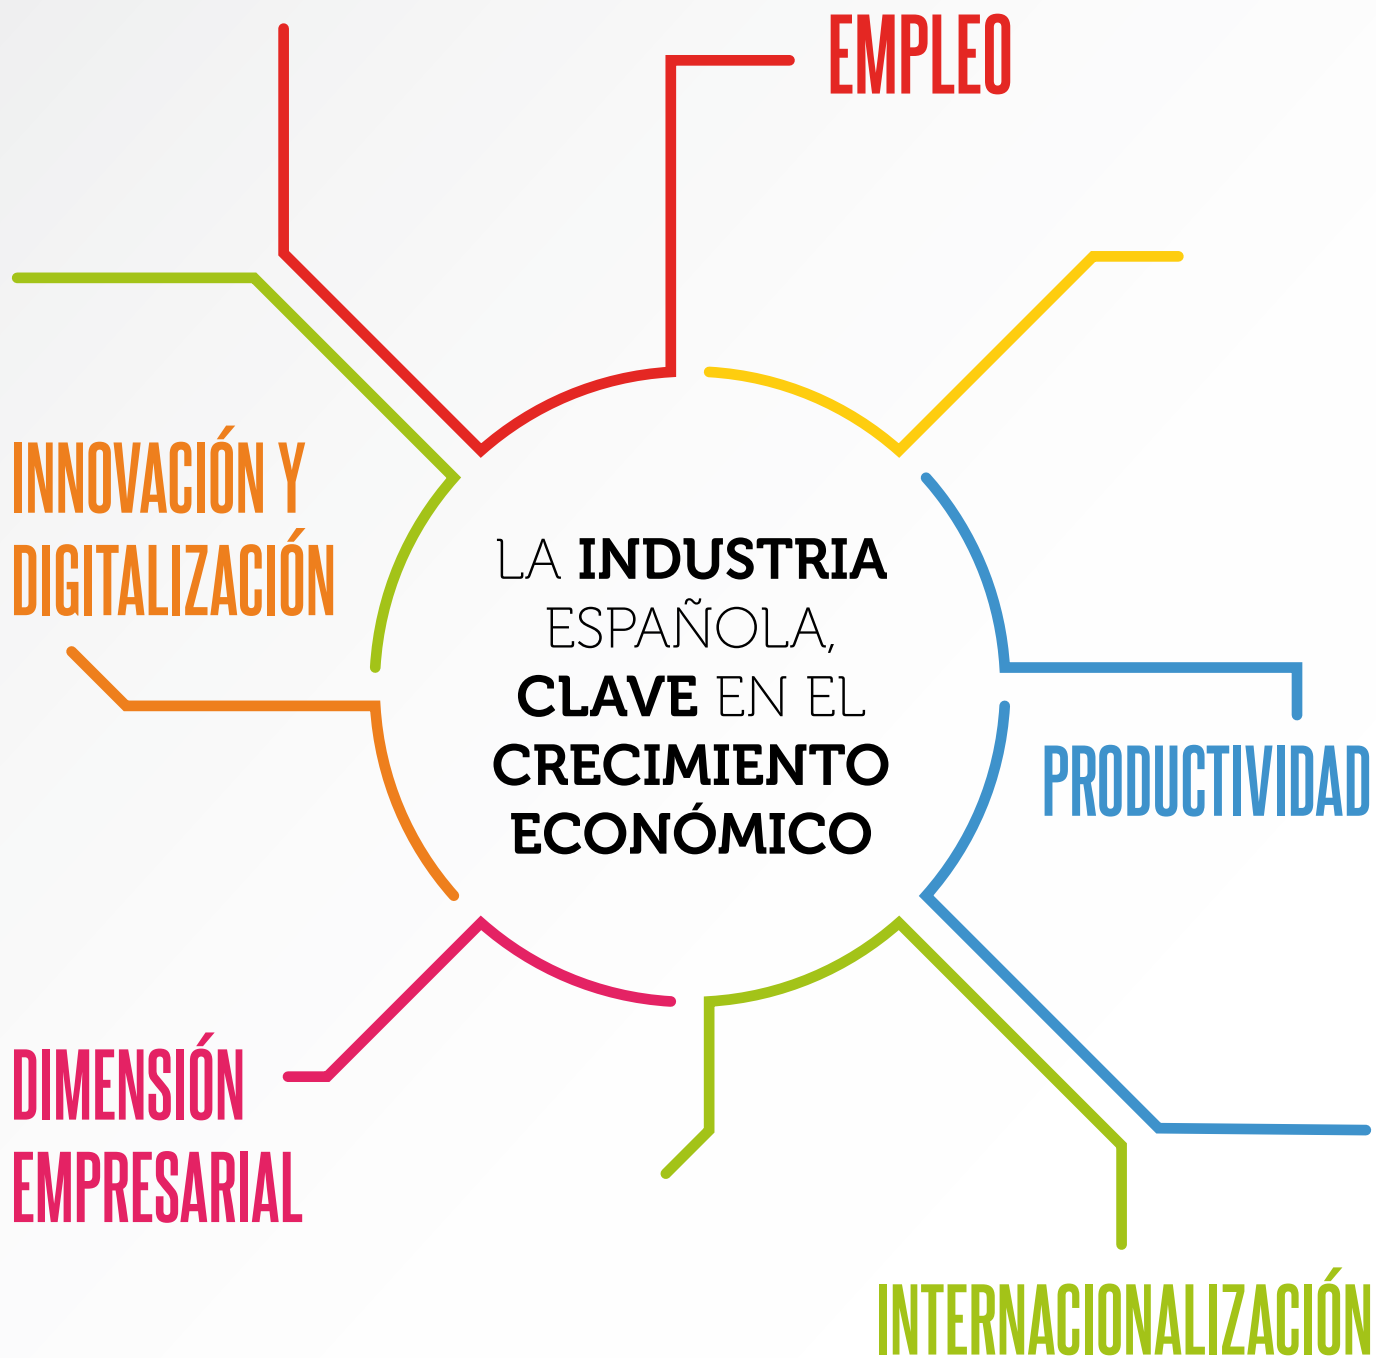 EMPLEO
INNOVACIÓN Y
DIGITALIZACIÓN
LA INDUSTRIA
ESPAÑOLA,
CLAVE EN EL
CRECIMIENTO
ECONÓMICO
PRODUCTIVIDAD
DIMENSIÓN
EMPRESARIAL
INTERNACIONALIZACIÓN